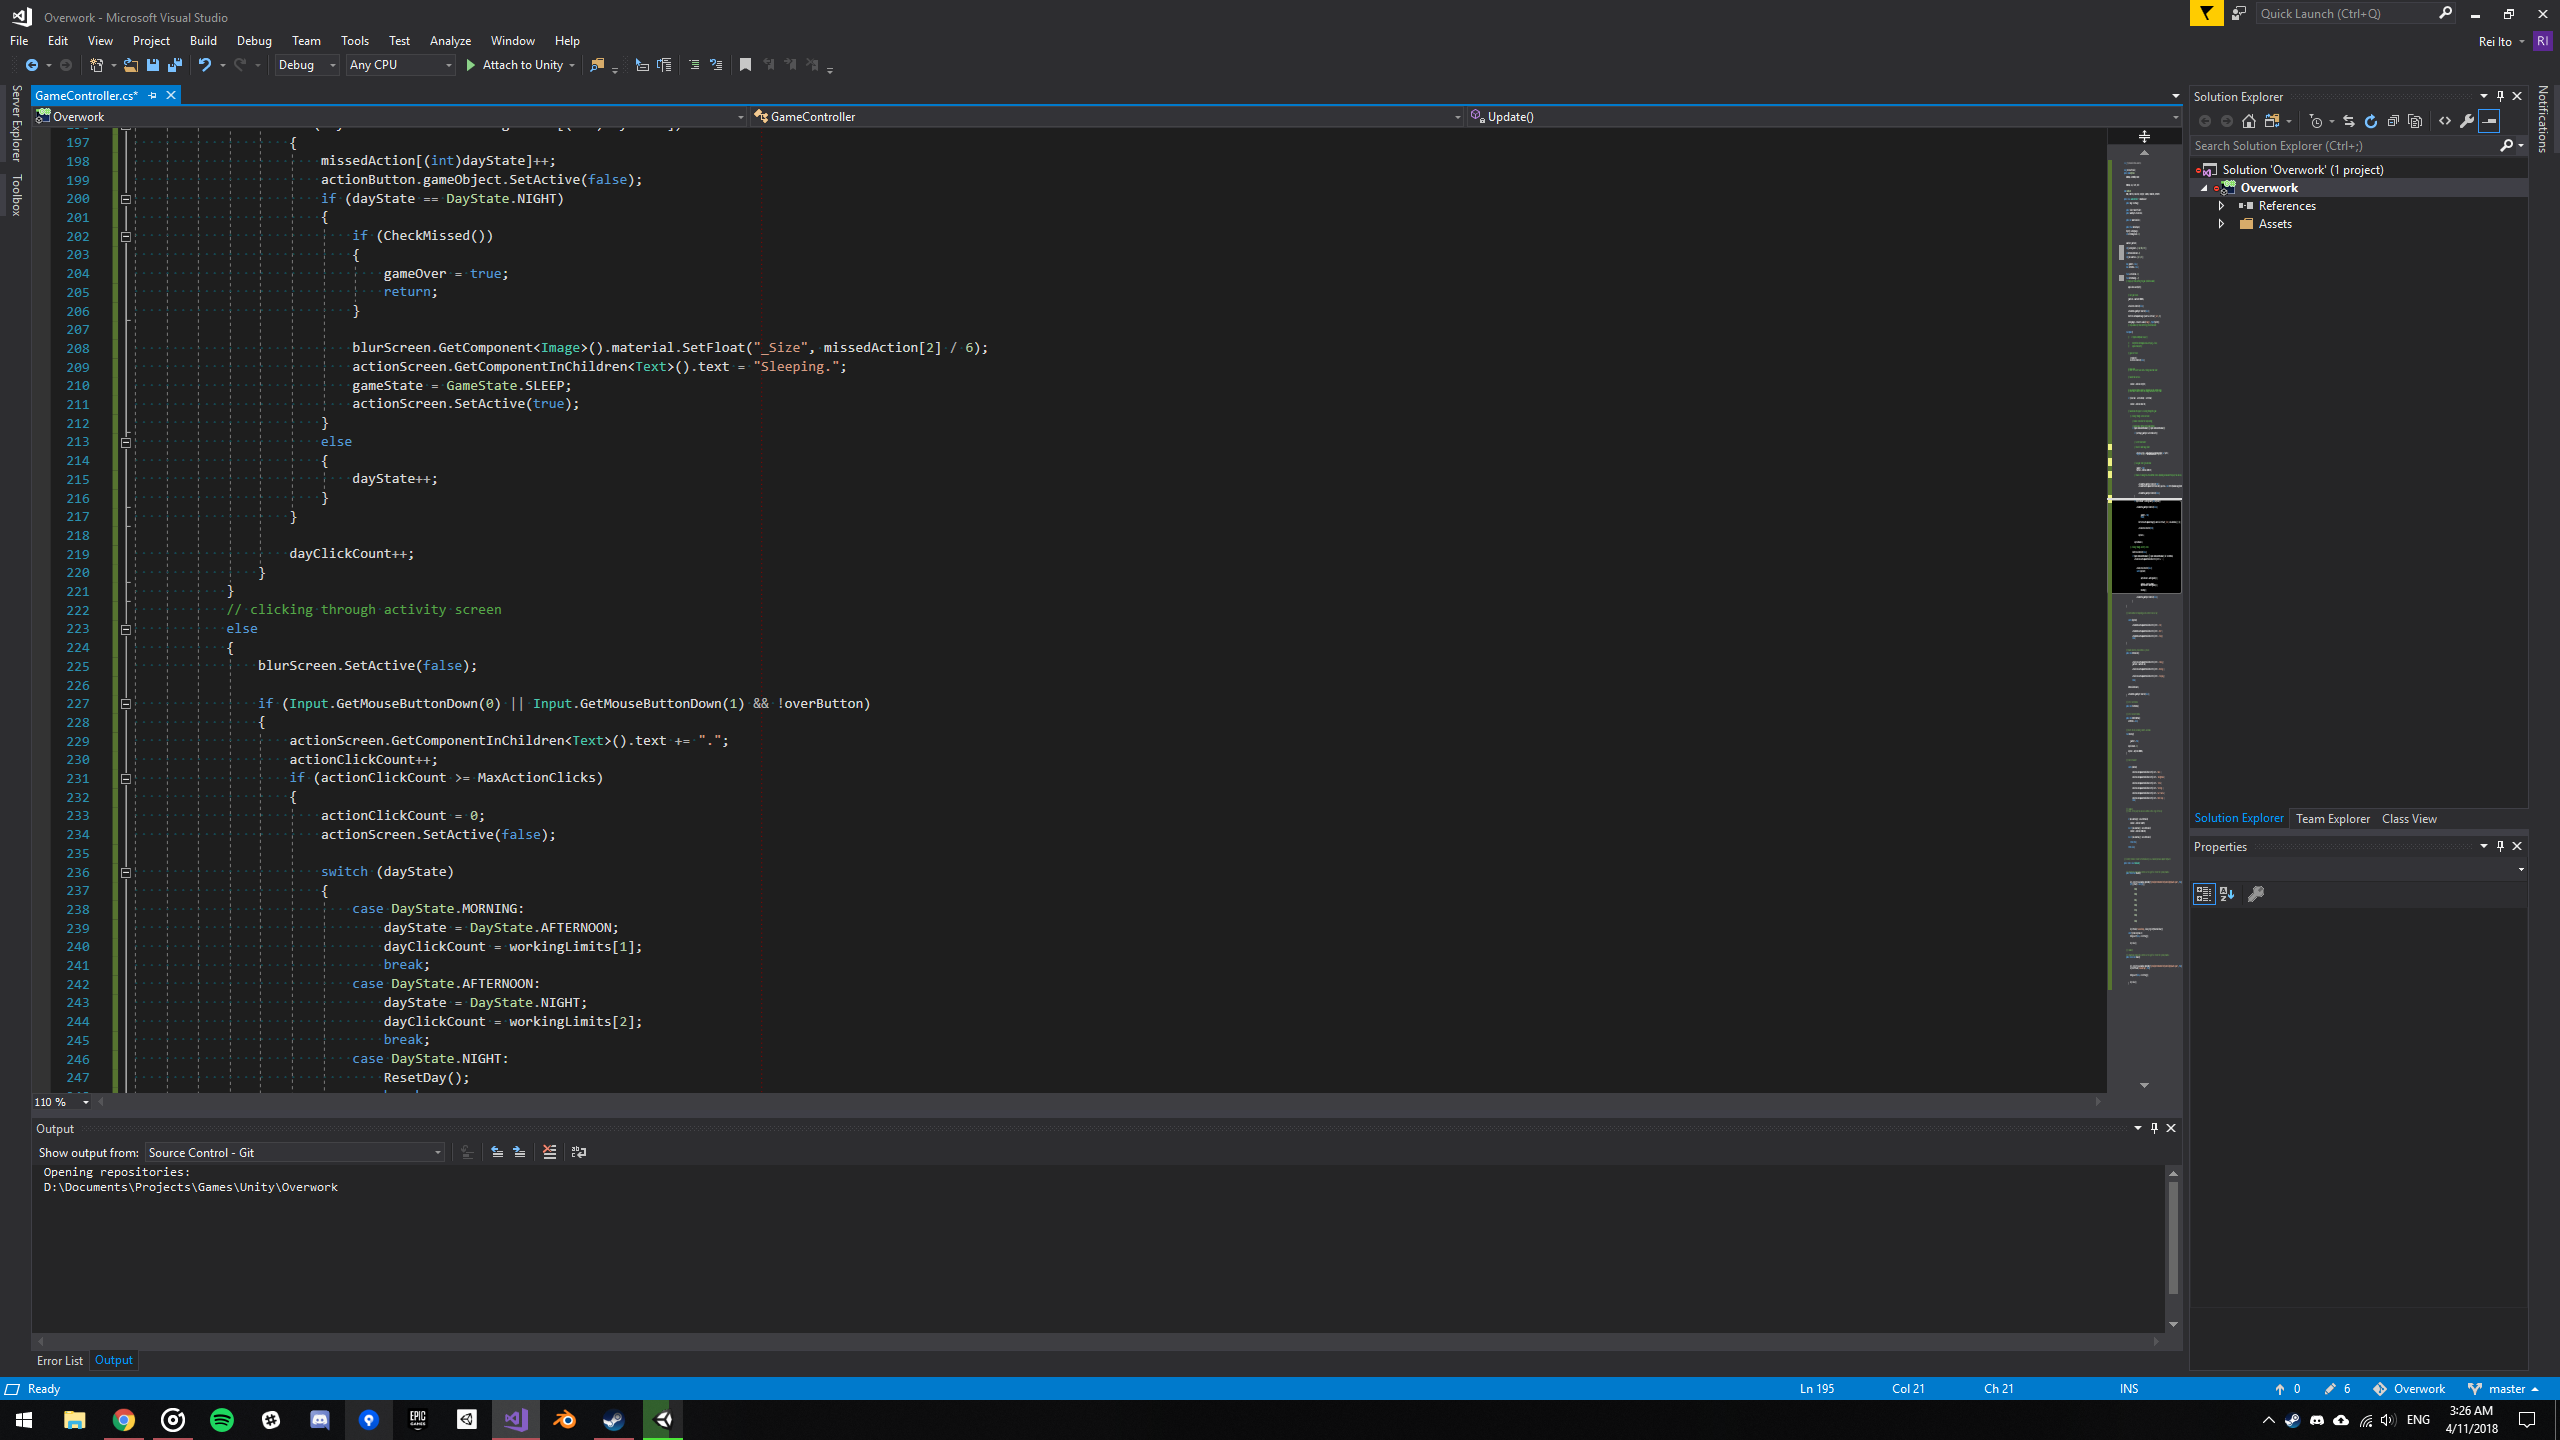 Overwork - Microsoft Visual Studio
Quick Launch (Ctrl+Q)
File Edit View Project Build Debug Team Tools Test Analyze Window Help
Rei Ito RI
Debug Any CPU Attach to Unity
Server Explorer
Toolbox
Notifications
GameController.cs*
Overwork GameController Update()
197 {
198 missedAction[(int)dayState]++;
199 actionButton.gameObject.SetActive(false);
200 if (dayState == DayState.NIGHT)
201 {
202 if (CheckMissed())
203 {
204 gameOver = true;
205 return;
206 }
207
208 blurScreen.GetComponent<Image>().material.SetFloat("_Size", missedAction[2] / 6);
209 actionScreen.GetComponentInChildren<Text>().text = "Sleeping.";
210 gameState = GameState.SLEEP;
211 actionScreen.SetActive(true);
212 }
213 else
214 {
215 dayState++;
216 }
217 }
218
219 dayClickCount++;
220 }
221 }
222 // clicking through activity screen
223 else
224 {
225 blurScreen.SetActive(false);
226
227 if (Input.GetMouseButtonDown(0) || Input.GetMouseButtonDown(1) && !overButton)
228 {
229 actionScreen.GetComponentInChildren<Text>().text += ".";
230 actionClickCount++;
231 if (actionClickCount >= MaxActionClicks)
232 {
233 actionClickCount = 0;
234 actionScreen.SetActive(false);
235
236 switch (dayState)
237 {
238 case DayState.MORNING:
239 dayState = DayState.AFTERNOON;
240 dayClickCount = workingLimits[1];
241 break;
242 case DayState.AFTERNOON:
243 dayState = DayState.NIGHT;
244 dayClickCount = workingLimits[2];
245 break;
246 case DayState.NIGHT:
247 ResetDay();
110 %
Solution Explorer
Search Solution Explorer (Ctrl+;)
Solution 'Overwork' (1 project)
Overwork
References
Assets
Solution Explorer Team Explorer Class View
Properties
Output
Show output from: Source Control - Git
Opening repositories:
D:\Documents\Projects\Games\Unity\Overwork
Error List Output
Ready Ln 195 Col 21 Ch 21 INS 0 6 Overwork master
EPIC GAMES
ENG
3:26 AM
4/11/2018